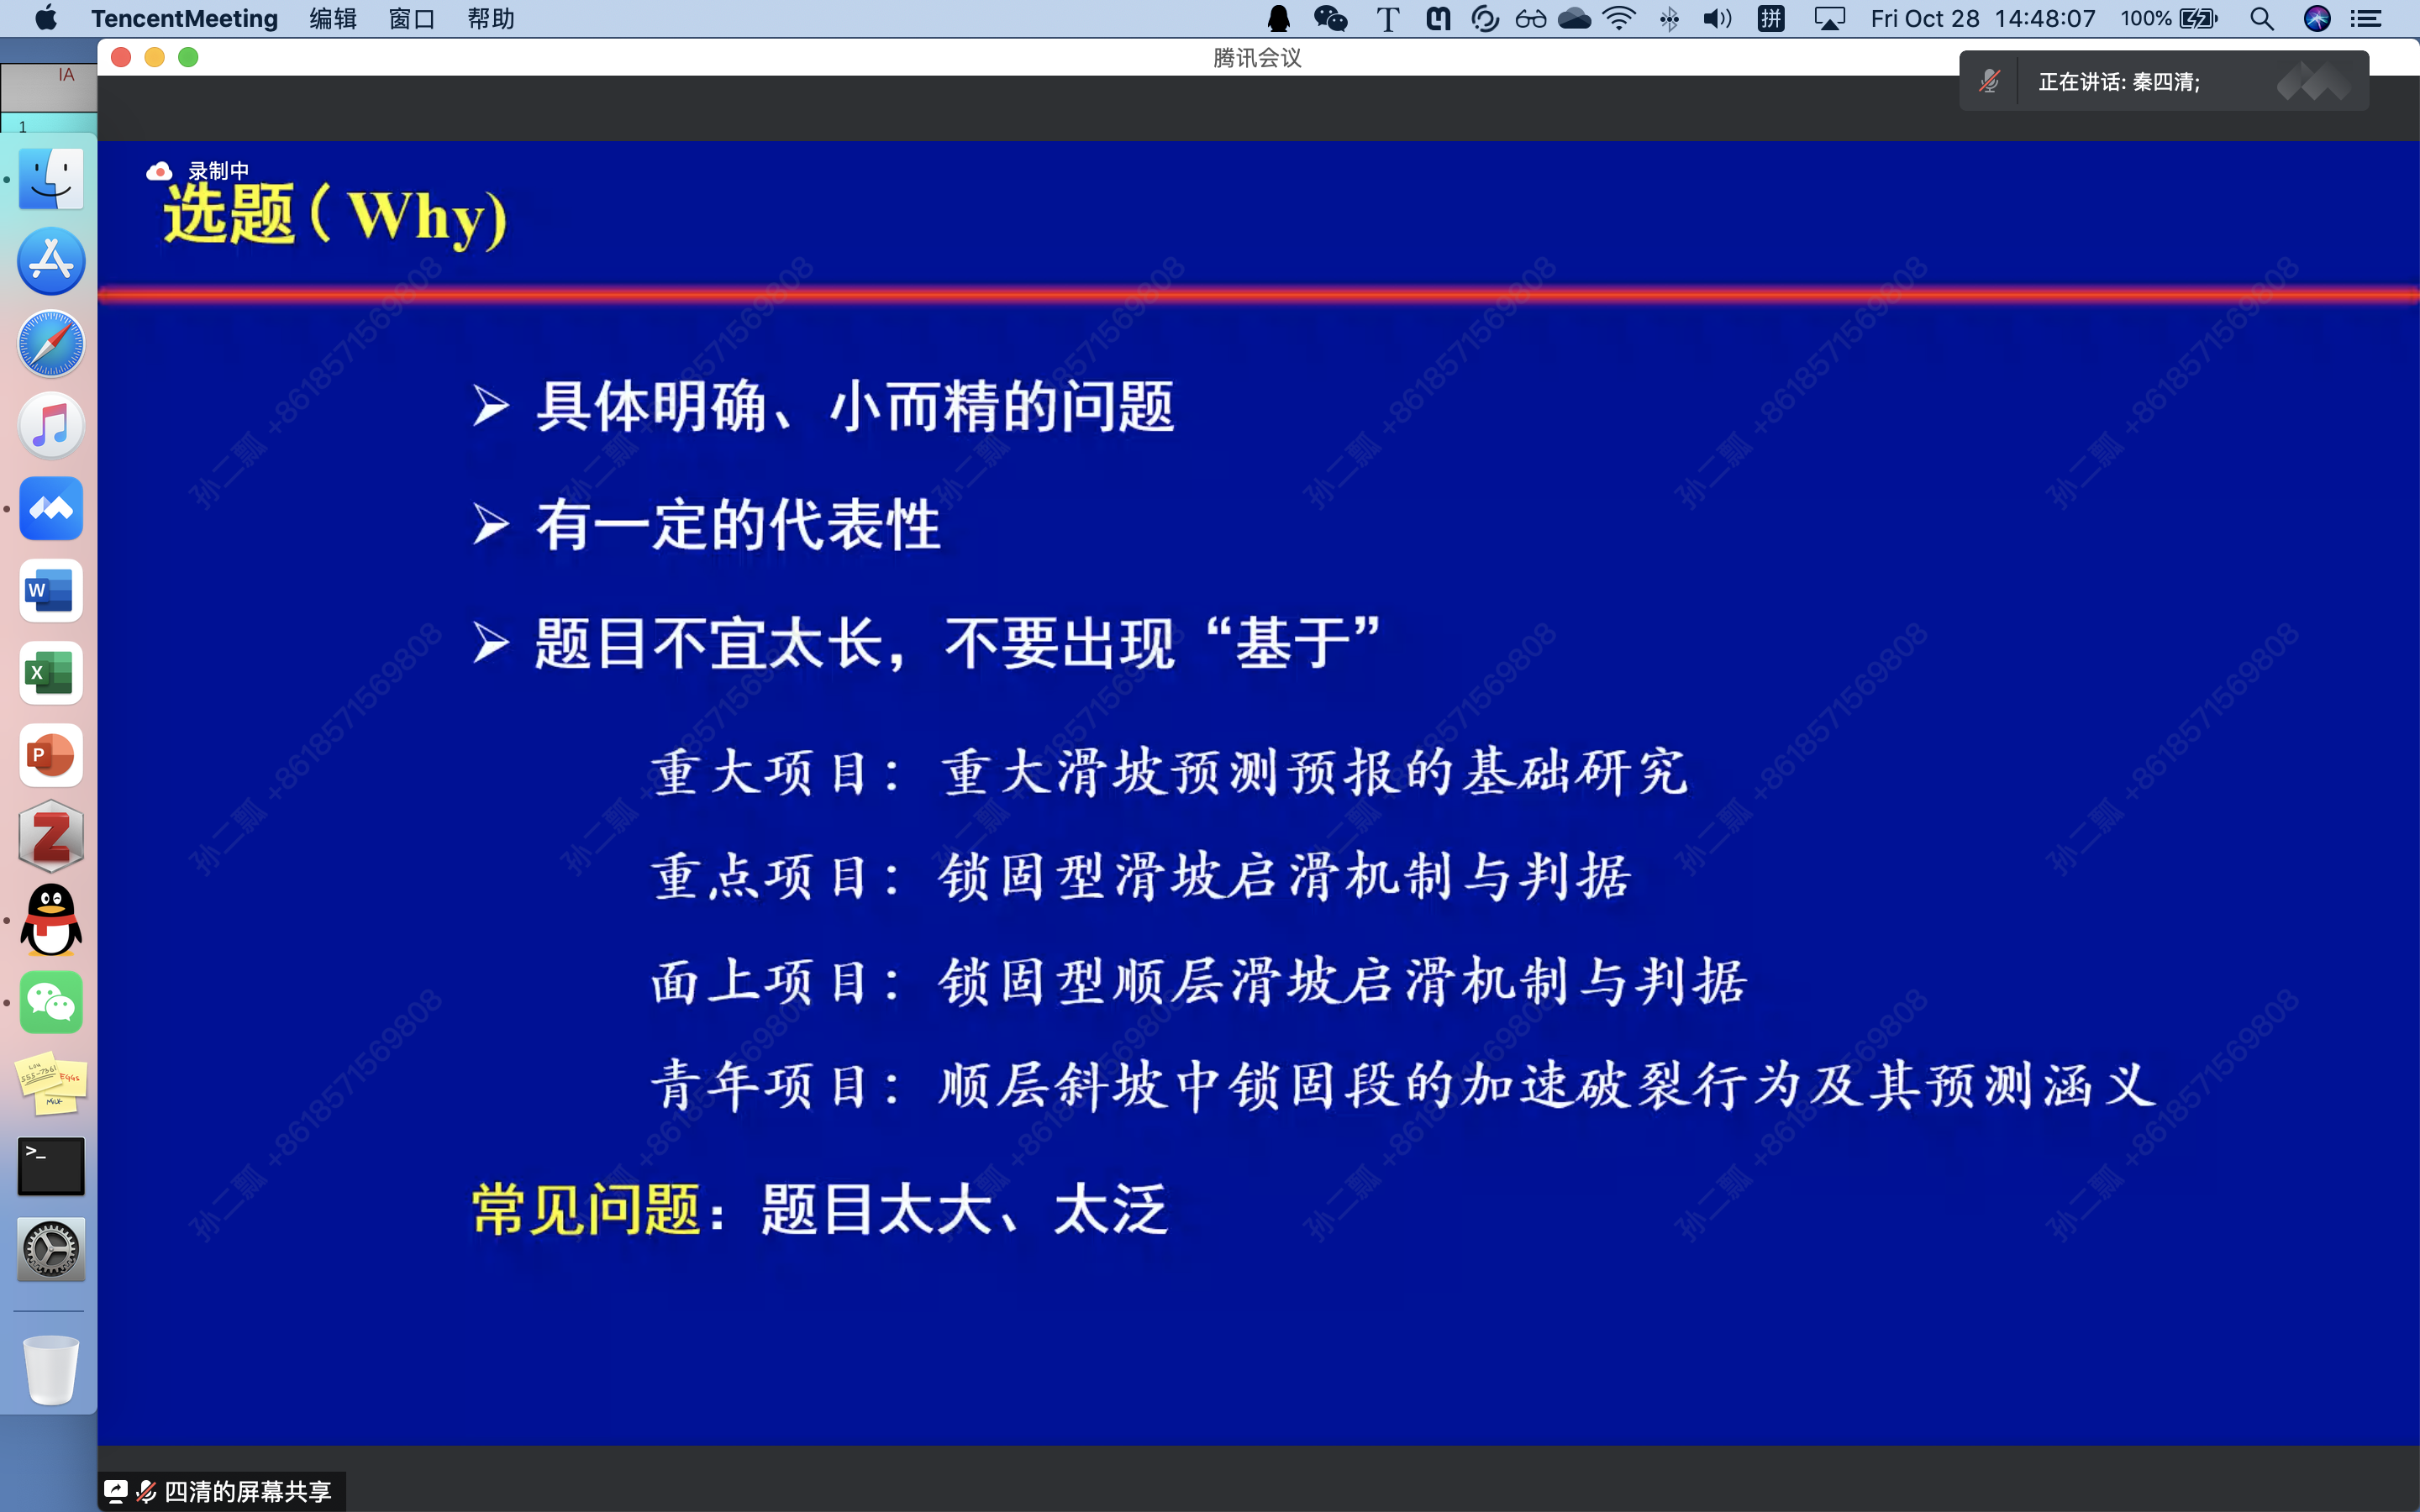 TencentMeeting 编辑 窗口 帮助
拼 Fri Oct 28 14:48:07 100%
腾讯会议
正在讲话: 秦四清;
IA
1
录制中
选题(Why)
具体明确、小而精的问题
有一定的代表性
题目不宜太长，不要出现“基于”
重大项目：重大滑坡预测预报的基础研究
重点项目：锁固型滑坡启滑机制与判据
面上项目：锁固型顺层滑坡启滑机制与判据
青年项目：顺层斜坡中锁固段的加速破裂行为及其预测涵义
常见问题：题目太大、太泛
孙二瓢 +8618571569808
四清的屏幕共享